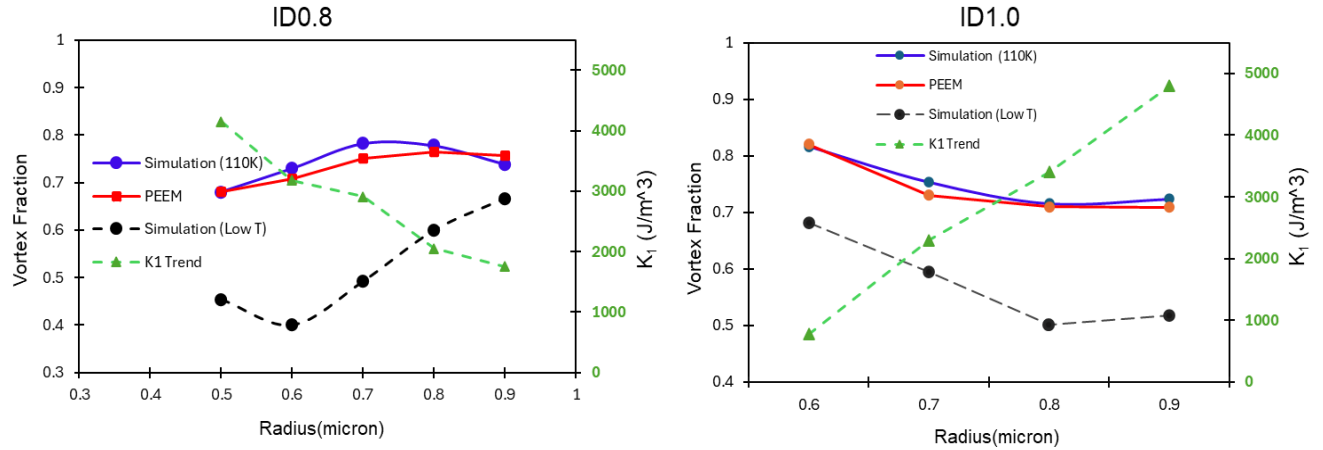 ID0.8
1
0.9
0.8
0.7
0.6
0.5
0.4
0.3
Vortex Fraction
Simulation (110K)
PEEM
Simulation (Low T)
K1 Trend
5000
4000
3000
2000
1000
0
K₁ (J/m^3)
0.3
0.4
0.5
0.6
0.7
0.8
0.9
1
Radius(micron)
ID1.0
1
0.9
0.8
0.7
0.6
0.5
0.4
Vortex Fraction
Simulation (110K)
PEEM
Simulation (Low T)
K1 Trend
5000
4000
3000
2000
1000
0
K₁ (J/m^3)
0.6
0.7
0.8
0.9
Radius(micron)